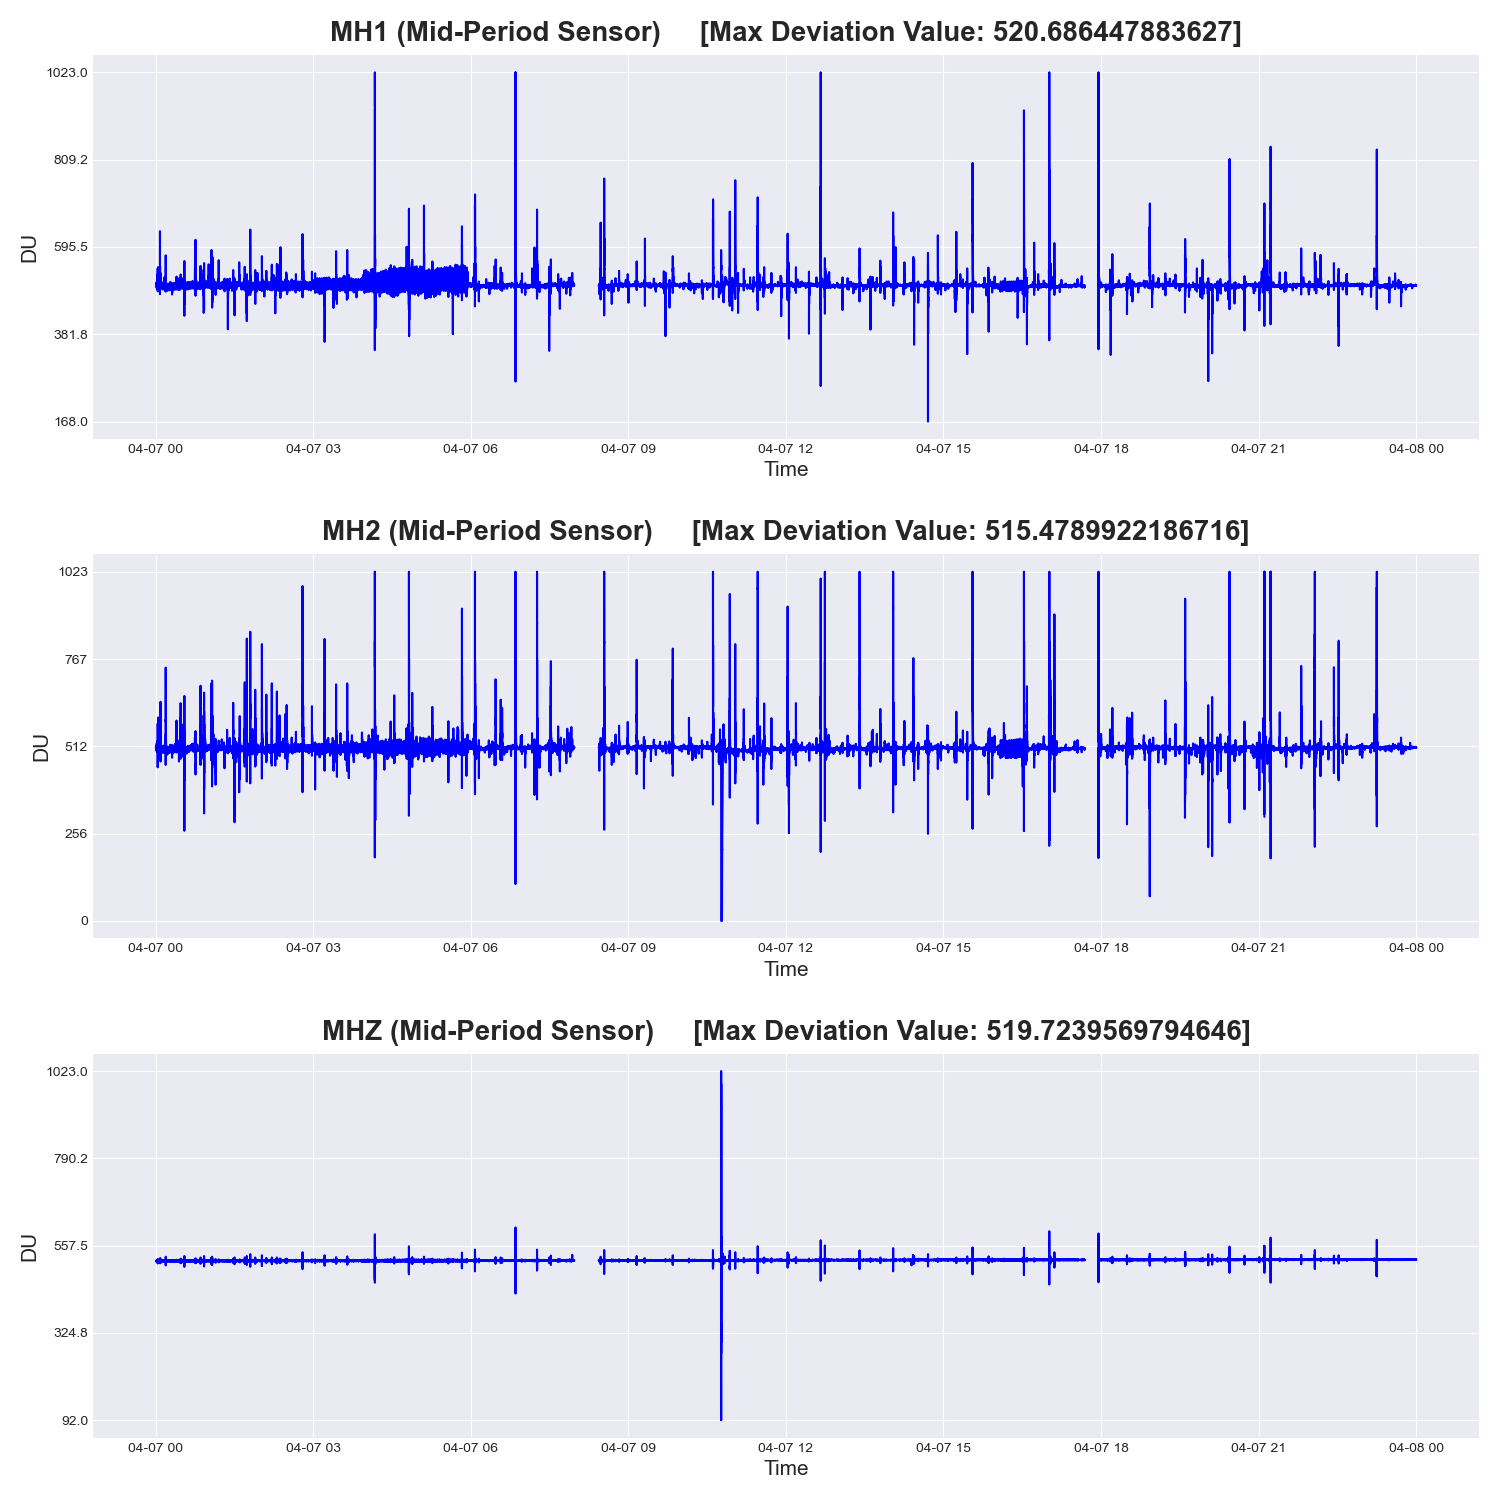 MH1 (Mid-Period Sensor) [Max Deviation Value: 520.686447883627]
1023.0
809.2
595.5
381.8
168.0
DU
04-07 00 04-07 03 04-07 06 04-07 09 04-07 12 04-07 15 04-07 18 04-07 21 04-08 00
Time
MH2 (Mid-Period Sensor) [Max Deviation Value: 515.4789922186716]
1023
767
512
256
0
DU
04-07 00 04-07 03 04-07 06 04-07 09 04-07 12 04-07 15 04-07 18 04-07 21 04-08 00
Time
MHZ (Mid-Period Sensor) [Max Deviation Value: 519.7239569794646]
1023.0
790.2
557.5
324.8
92.0
DU
04-07 00 04-07 03 04-07 06 04-07 09 04-07 12 04-07 15 04-07 18 04-07 21 04-08 00
Time